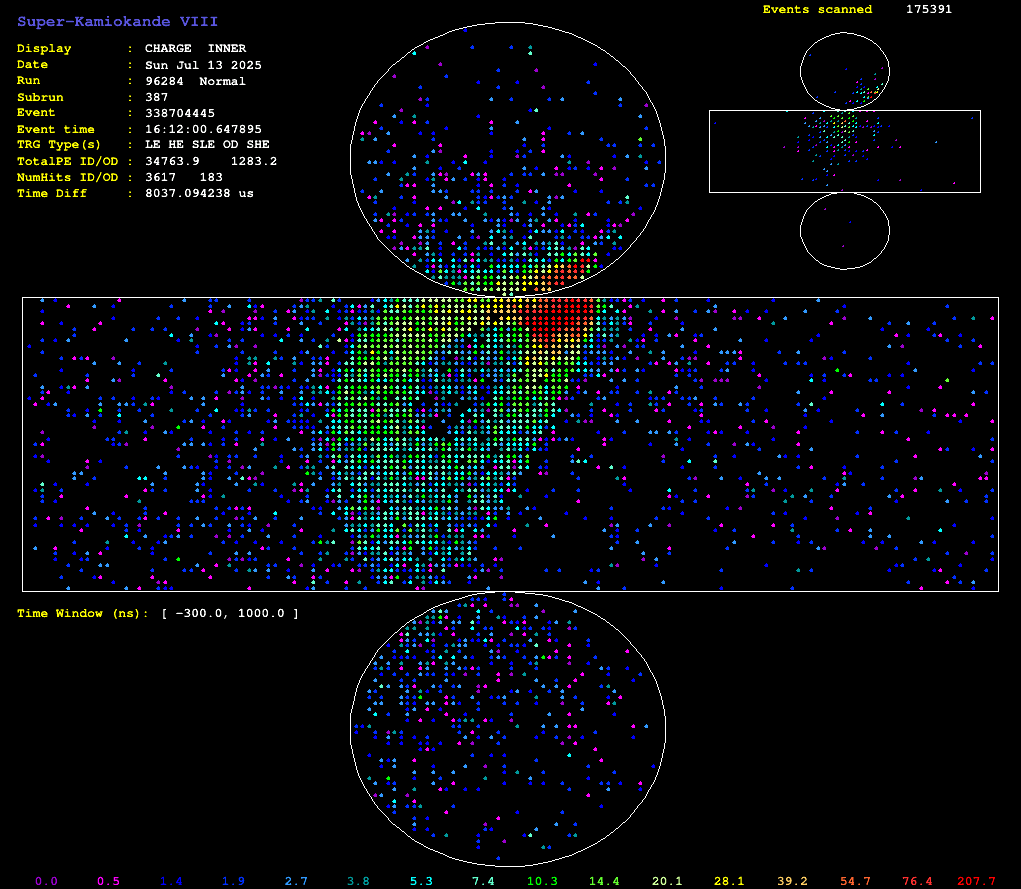 Super-Kamiokande VIII
Events scanned 175391
Display : CHARGE INNER
Date : Sun Jul 13 2025
Run : 96284 Normal
Subrun : 387
Event : 338704445
Event time : 16:12:00.647895
TRG Type(s) : LE HE SLE OD SHE
TotalPE ID/OD : 34763.9 1283.2
NumHits ID/OD : 3617 183
Time Diff : 8037.094238 us
Time Window (ns): [ -300.0, 1000.0 ]
0.0 0.5 1.4 1.9 2.7 3.8 5.3 7.4 10.3 14.4 20.1 28.1 39.2 54.7 76.4 207.7